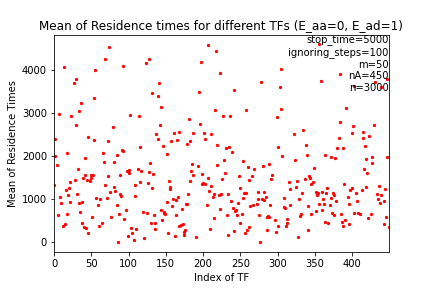 Mean of Residence times for different TFs (E_aa=0, E_ad=1)
stop_time=5000
ignoring_steps=100
m=50
nA=450
n=3000
Mean of Residence Times
4000
3000
2000
1000
0
0 50 100 150 200 250 300 350 400
Index of TF